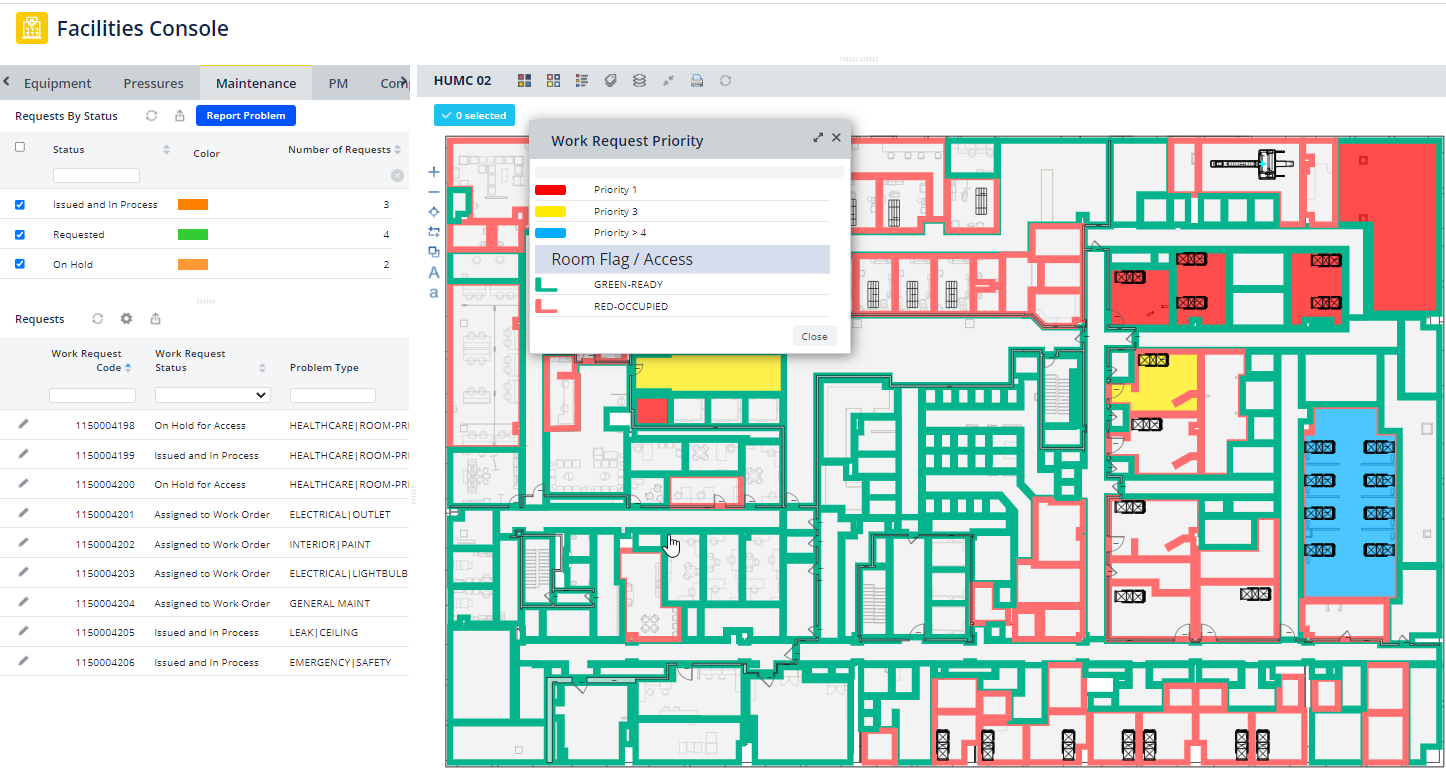 Facilities Console
Equipment Pressures Maintenance PM Com
HUMC 02
Requests By Status Report Problem
0 selected
Status Color Number of Requests
Issued and In Process 3
Requested 4
On Hold 2
Requests
Work Request Code Work Request Status Problem Type
1150004198 On Hold for Access HEALTHCARE|ROOM-PRE
1150004199 Issued and In Process HEALTHCARE|ROOM-PRE
1150004200 On Hold for Access HEALTHCARE|ROOM-PRE
1150004201 Assigned to Work Order ELECTRICAL|OUTLET
1150004202 Assigned to Work Order INTERIOR|PAINT
1150004203 Assigned to Work Order ELECTRICAL|LIGHTBULB
1150004204 Assigned to Work Order GENERAL MAINT
1150004205 Issued and In Process LEAK|CEILING
1150004206 Issued and In Process EMERGENCY|SAFETY
A
a
Work Request Priority
Priority 1
Priority 3
Priority > 4
Room Flag / Access
GREEN-READY
RED-OCCUPIED
Close